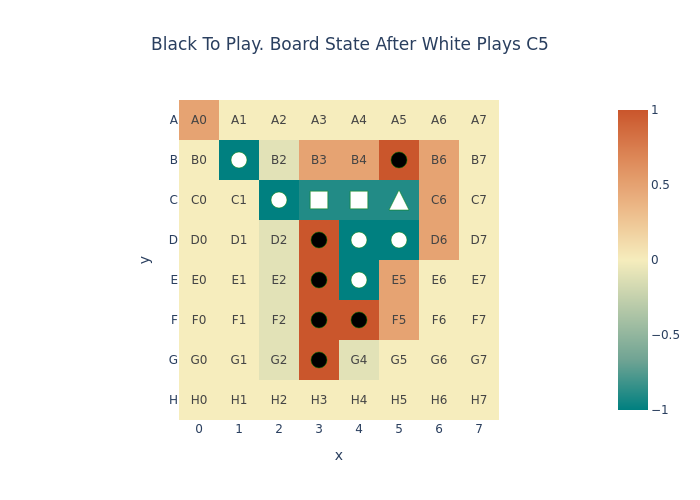 Black To Play. Board State After White Plays C5
A A0 A1 A2 A3 A4 A5 A6 A7
B B0 B2 B3 B4 B6 B7
C C0 C1 C6 C7
D D0 D1 D2 D6 D7
E E0 E1 E2 E5 E6 E7
F F0 F1 F2 F5 F6 F7
G G0 G1 G2 G4 G5 G6 G7
H H0 H1 H2 H3 H4 H5 H6 H7
0 1 2 3 4 5 6 7
x
y
1
0.5
0
−0.5
−1